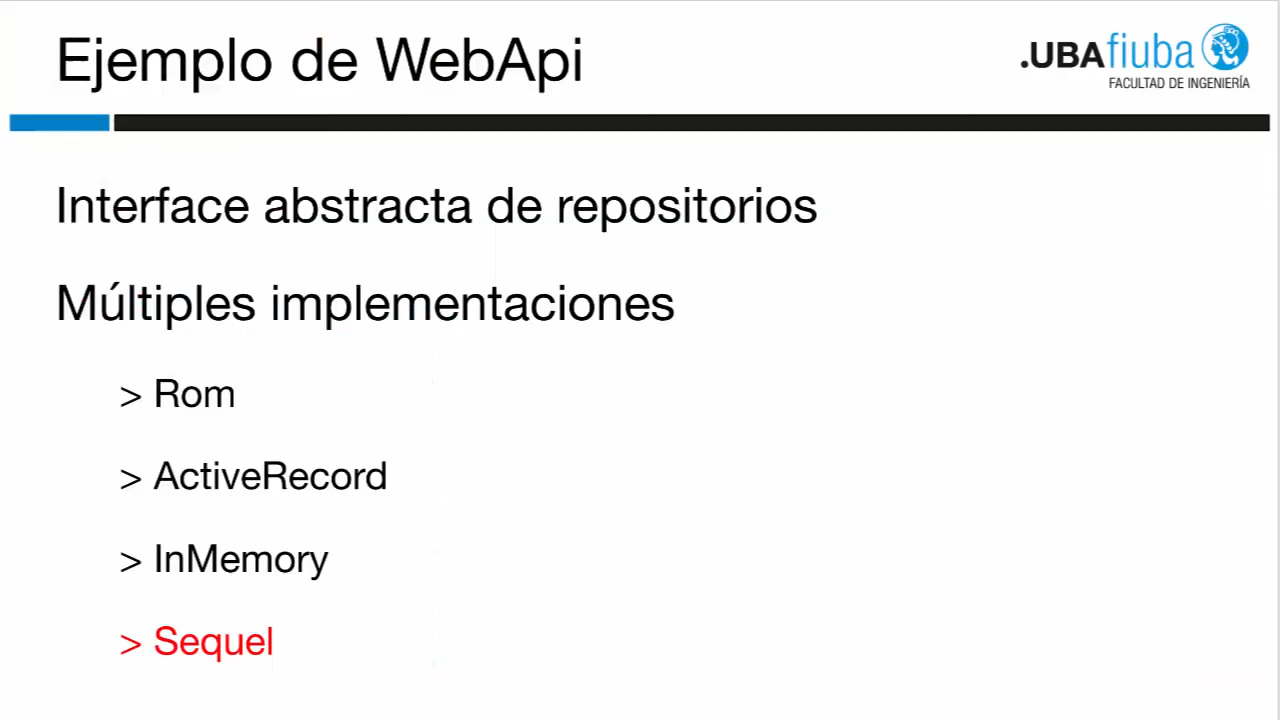 Ejemplo de WebApi
.UBAfiuba
FACULTAD DE INGENIERÍA
Interface abstracta de repositorios
Múltiples implementaciones
> Rom
> ActiveRecord
> InMemory
> Sequel